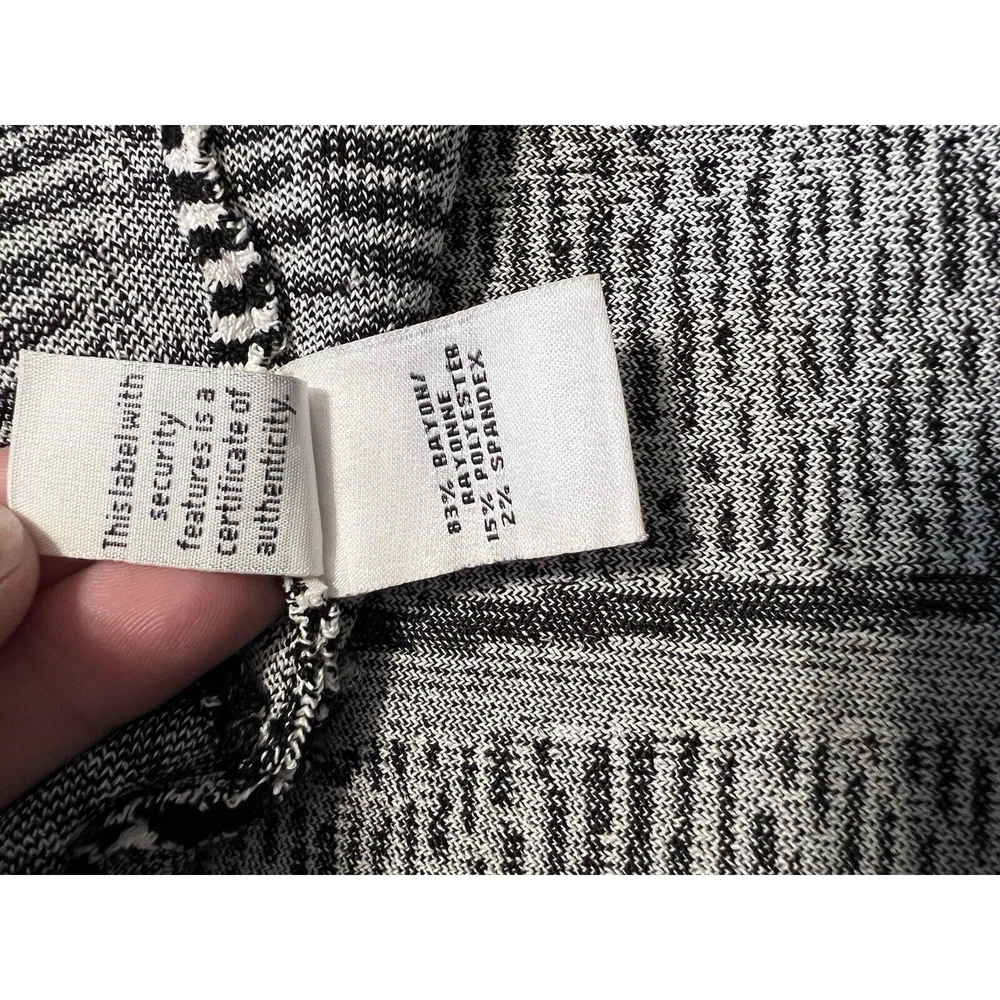 This label with
security
features is a
certificate of
authenticity
83% RAYON/
RAYONNE
15% POLYESTER
2% SPANDEX